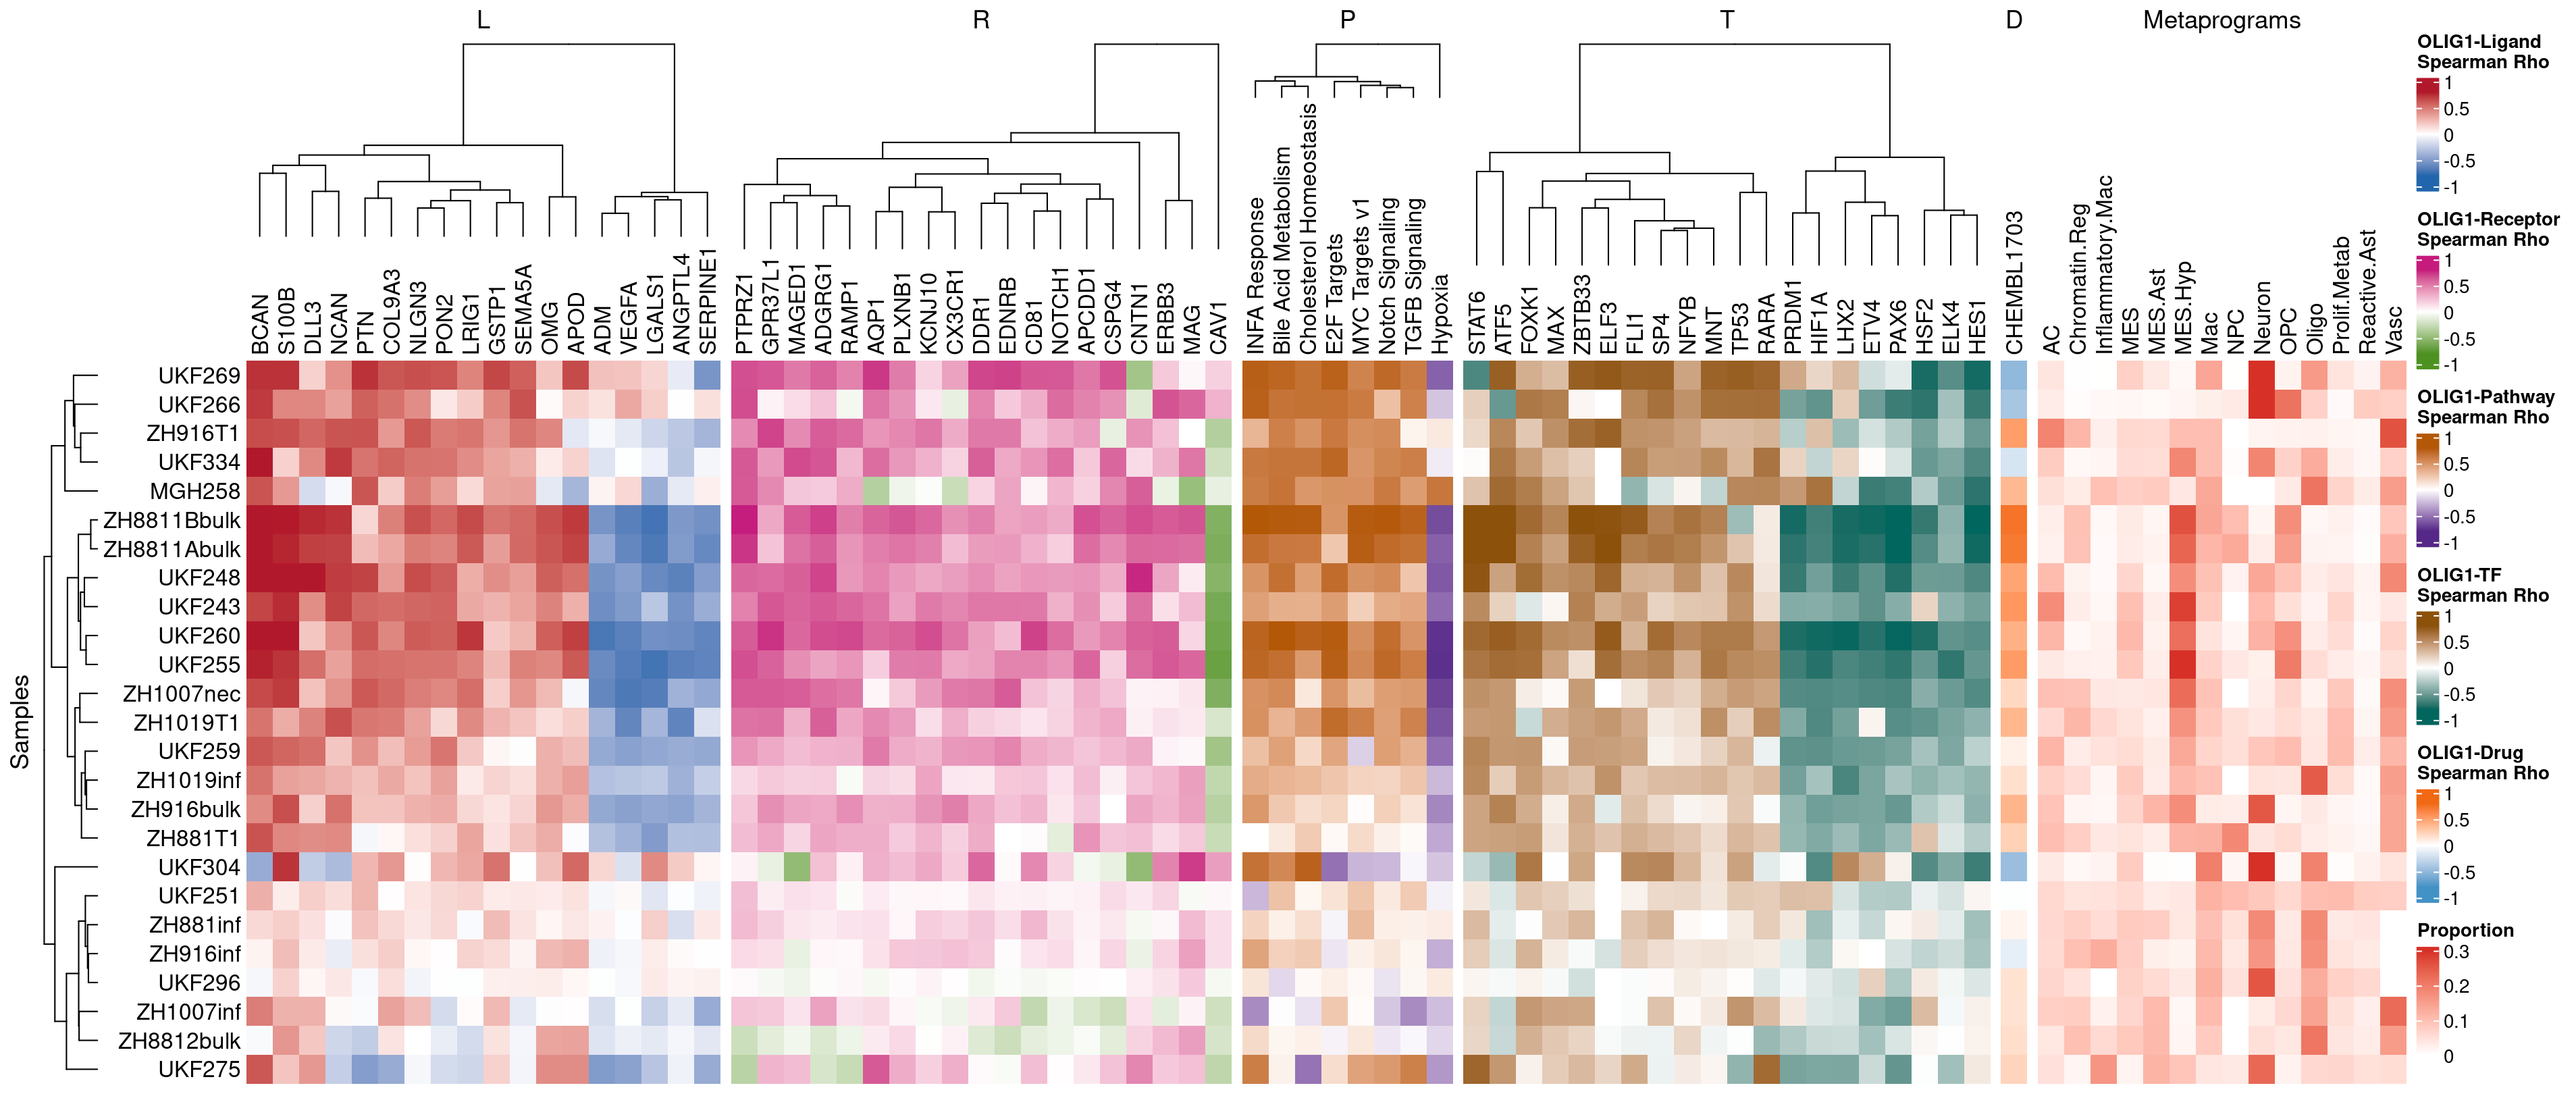 L R P T D Metaprograms
BCAN S100B DLL3 NCAN PTN COL9A3 NLGN3 PON2 LRIG1 GSTP1 SEMA5A OMG APOD ADM VEGFA LGALS1 ANGPTL4 SERPINE1
PTPRZ1 GPR37L1 MAGED1 ADGRG1 RAMP1 AQP1 PLXNB1 KCNJ10 CX3CR1 DDR1 EDNRB CD81 NOTCH1 APCDD1 CSPG4 CNTN1 ERBB3 MAG CAV1
INFA Response
Bile Acid Metabolism
Cholesterol Homeostasis
E2F Targets
MYC Targets v1
Notch Signaling
TGFB Signaling
Hypoxia
STAT6 ATF5 FOXK1 MAX ZBTB33 ELF3 FLI1 SP4 NFYB MNT TP53 RARA PRDM1 HIF1A LHX2 ETV4 PAX6 HSF2 ELK4 HES1
CHEMBL1703
AC
Chromatin.Reg
Inflammatory.Mac
MES
MES.Ast
MES.Hyp
Mac
NPC
Neuron
OPC
Oligo
Prolif.Metab
Reactive.Ast
Vasc
Samples
UKF269
UKF266
ZH916T1
UKF334
MGH258
ZH8811Bbulk
ZH8811Abulk
UKF248
UKF243
UKF260
UKF255
ZH1007nec
ZH1019T1
UKF259
ZH1019inf
ZH916bulk
ZH881T1
UKF304
UKF251
ZH881inf
ZH916inf
UKF296
ZH1007inf
ZH8812bulk
UKF275
OLIG1-Ligand
Spearman Rho
1
0.5
0
-0.5
-1
OLIG1-Receptor
Spearman Rho
1
0.5
0
-0.5
-1
OLIG1-Pathway
Spearman Rho
1
0.5
0
-0.5
-1
OLIG1-TF
Spearman Rho
1
0.5
0
-0.5
-1
OLIG1-Drug
Spearman Rho
1
0.5
0
-0.5
-1
Proportion
0.3
0.2
0.1
0